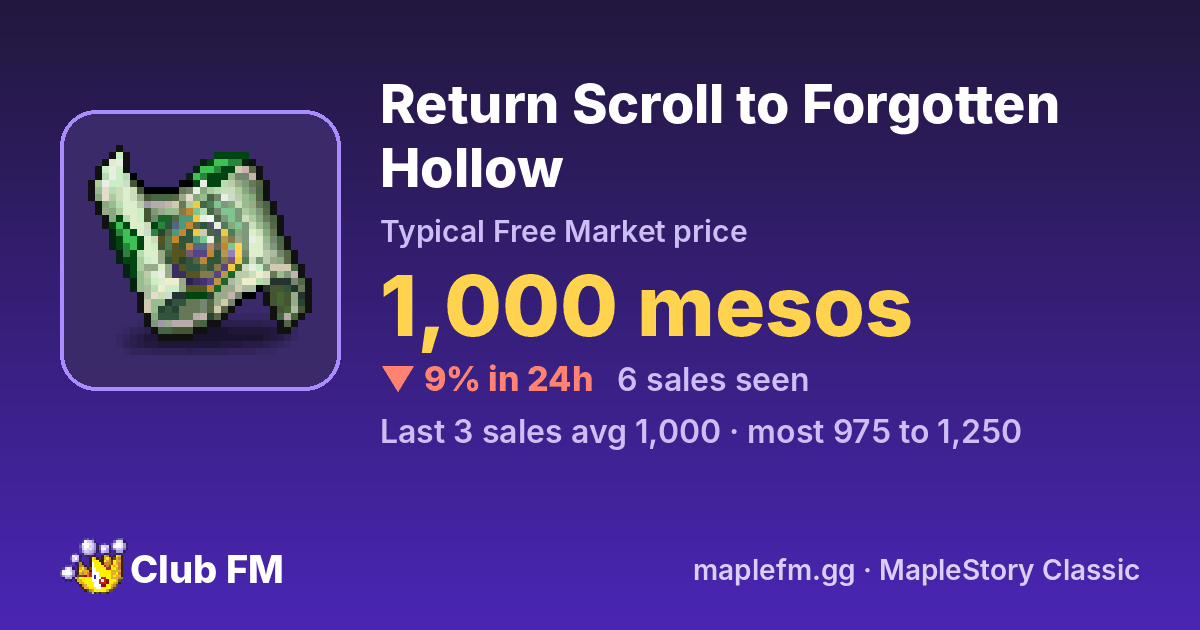 Return Scroll to Forgotten
Hollow
Typical Free Market price
1,000 mesos
▼ 9% in 24h 6 sales seen
Last 3 sales avg 1,000 · most 975 to 1,250
Club FM
maplefm.gg · MapleStory Classic